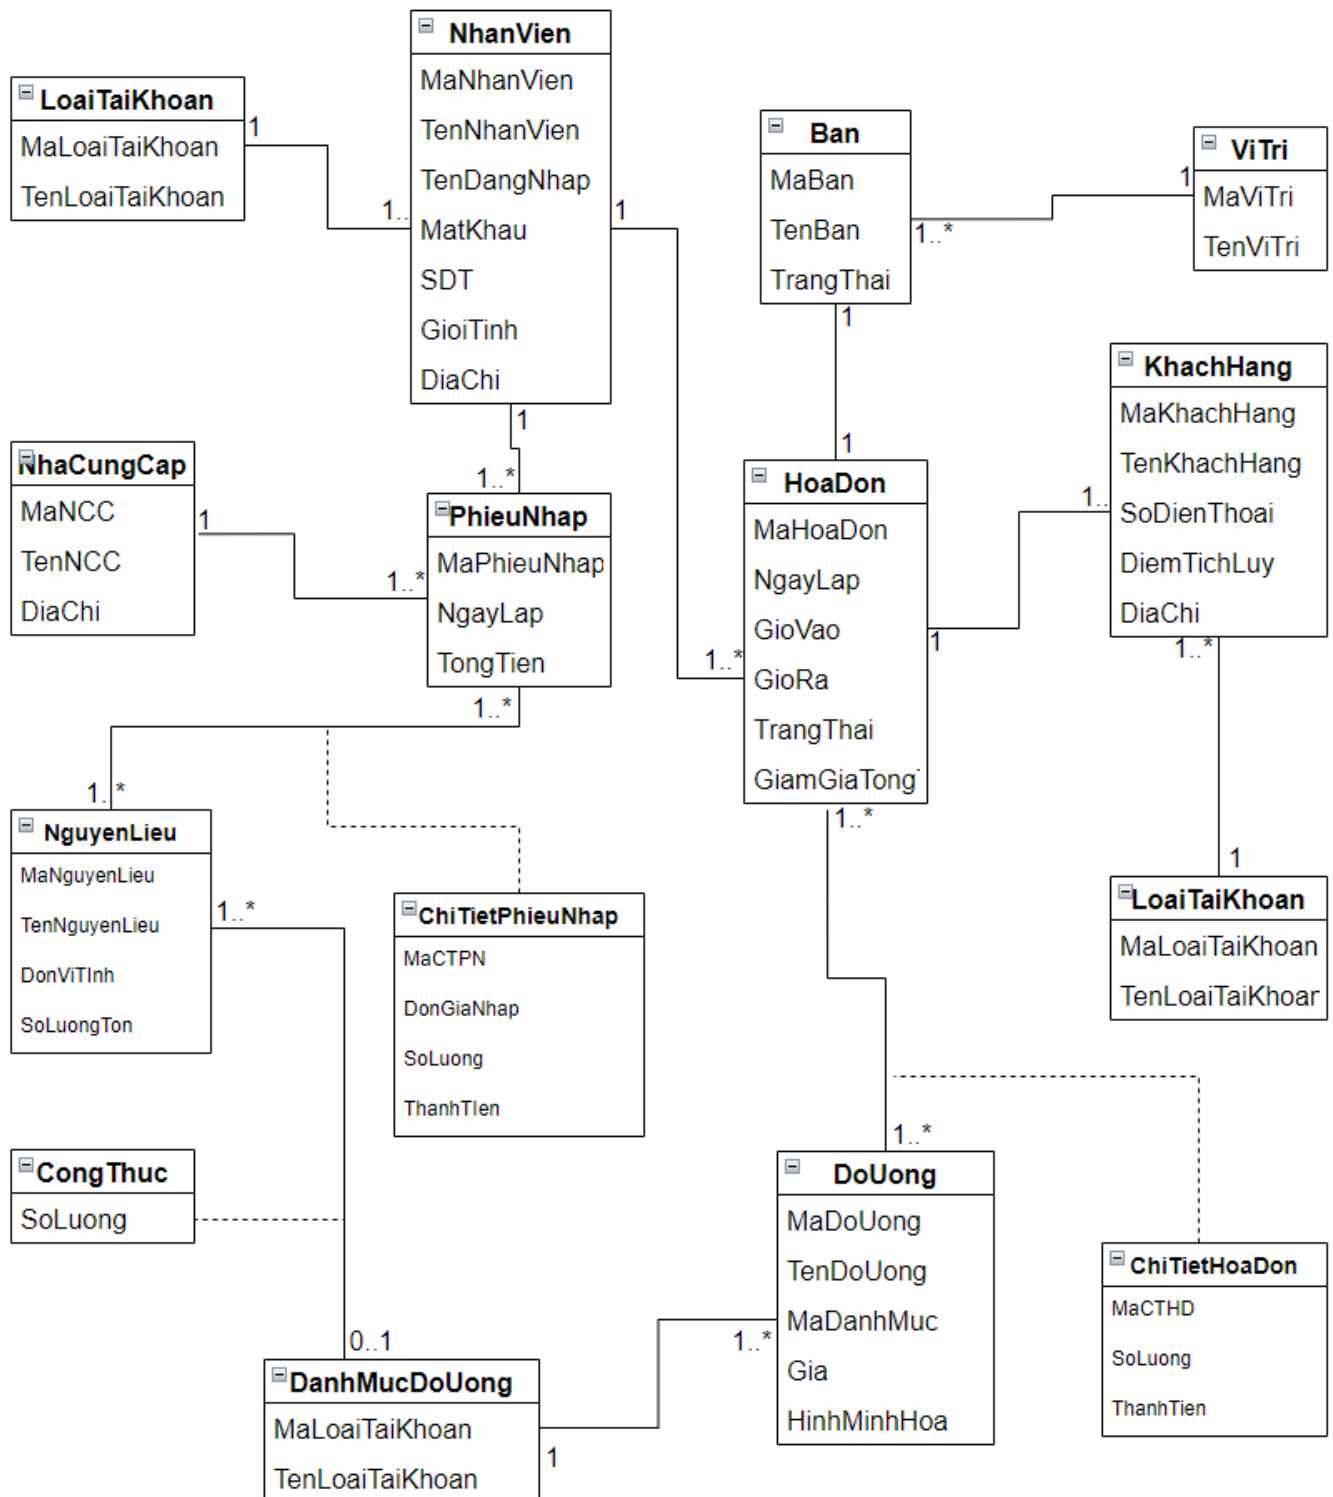 NhanVien
MaNhanVien
TenNhanVien
TenDangNhap
MatKhau
SDT
GioiTinh
DiaChi
LoaiTaiKhoan
MaLoaiTaiKhoan
TenLoaiTaiKhoan
1
1..
1
1
Ban
MaBan
TenBan
TrangThai
1..*
1
1
ViTri
MaViTri
TenViTri
KhachHang
MaKhachHang
TenKhachHang
SoDienThoai
DiemTichLuy
DiaChi
1..
1..*
NhaCungCap
MaNCC
TenNCC
DiaChi
1
1..*
1..*
PhieuNhap
MaPhieuNhap
NgayLap
TongTien
1..*
1
HoaDon
MaHoaDon
NgayLap
GioVao
GioRa
TrangThai
GiamGiaTong
1..*
1
1..*
1..*
NguyenLieu
MaNguyenLieu
TenNguyenLieu
DonViTInh
SoLuongTon
1..*
ChiTietPhieuNhap
MaCTPN
DonGiaNhap
SoLuong
ThanhTIen
1
LoaiTaiKhoan
MaLoaiTaiKhoan
TenLoaiTaiKhoar
CongThuc
SoLuong
1..*
DoUong
MaDoUong
TenDoUong
MaDanhMuc
Gia
HinhMinhHoa
1..*
ChiTietHoaDon
MaCTHD
SoLuong
ThanhTien
0..1
DanhMucDoUong
MaLoaiTaiKhoan
TenLoaiTaiKhoan
1